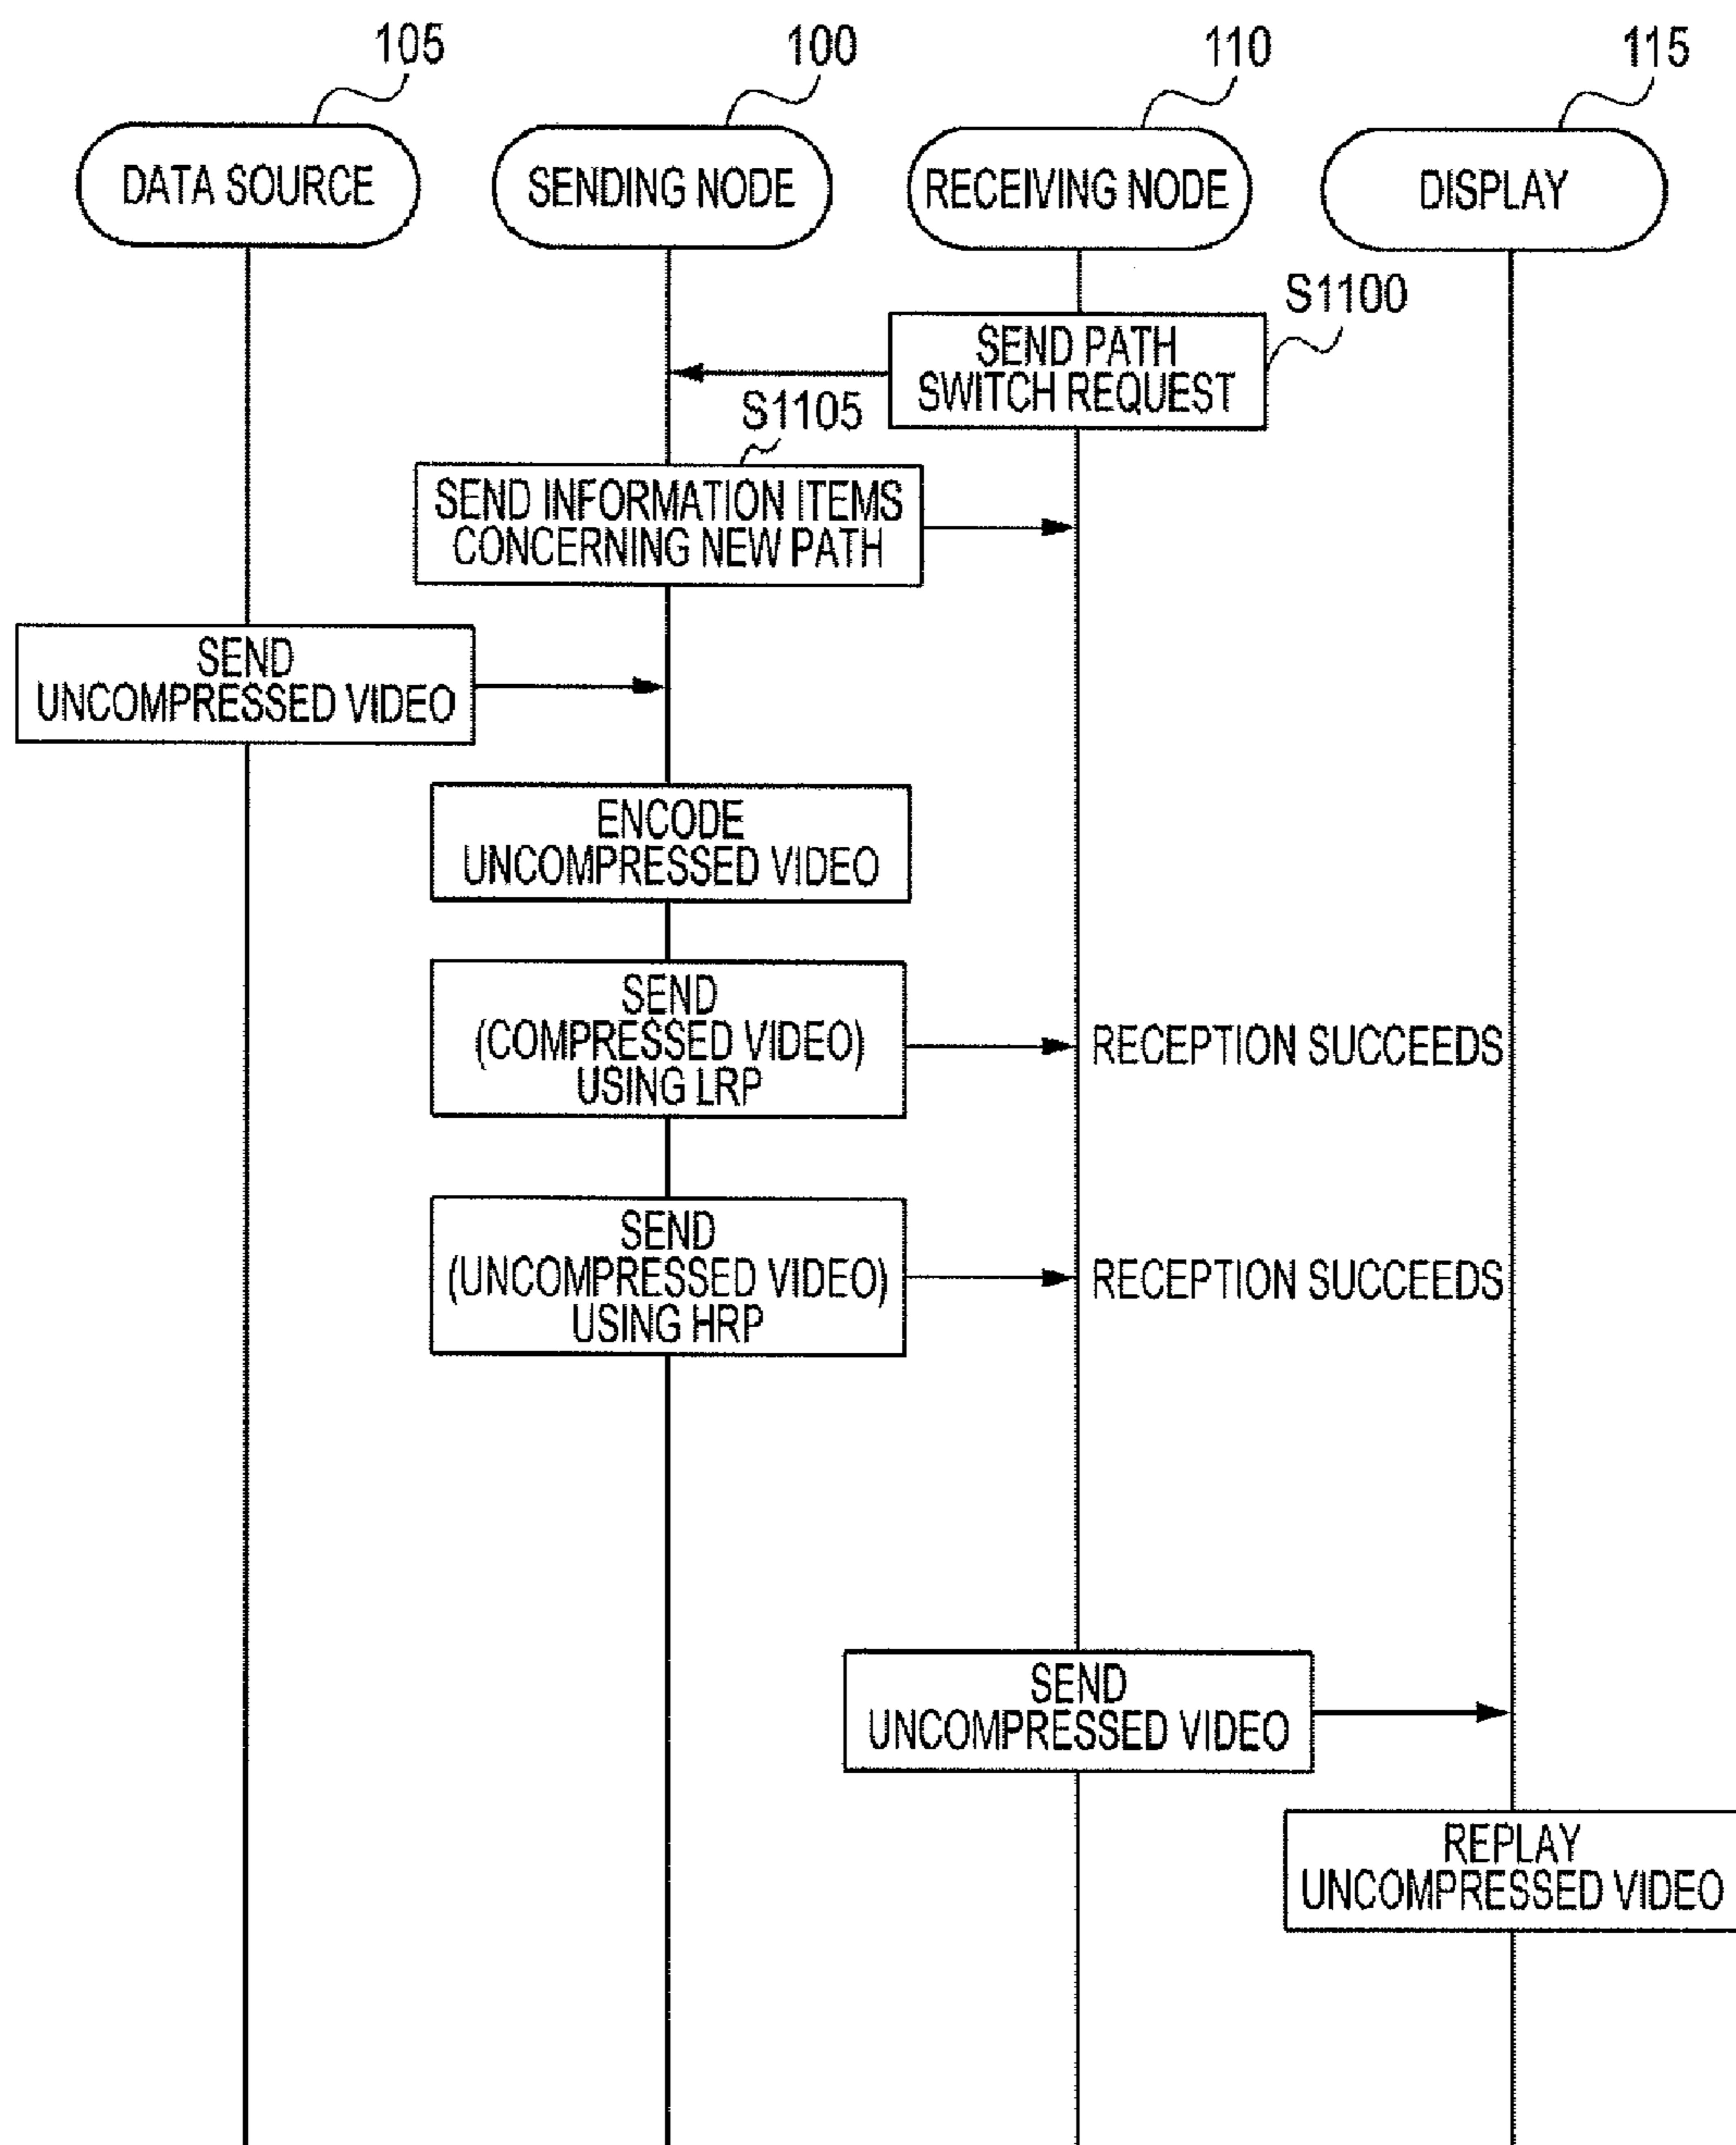 105
100
110
115
DATA SOURCE
SENDING NODE
RECEIVING NODE
DISPLAY
S1100
SEND PATH
SWITCH REQUEST
S1105
SEND INFORMATION ITEMS
CONCERNING NEW PATH
SEND
UNCOMPRESSED VIDEO
ENCODE
UNCOMPRESSED VIDEO
SEND
(COMPRESSED VIDEO)
USING LRP
RECEPTION SUCCEEDS
SEND
(UNCOMPRESSED VIDEO)
USING HRP
RECEPTION SUCCEEDS
SEND
UNCOMPRESSED VIDEO
REPLAY
UNCOMPRESSED VIDEO